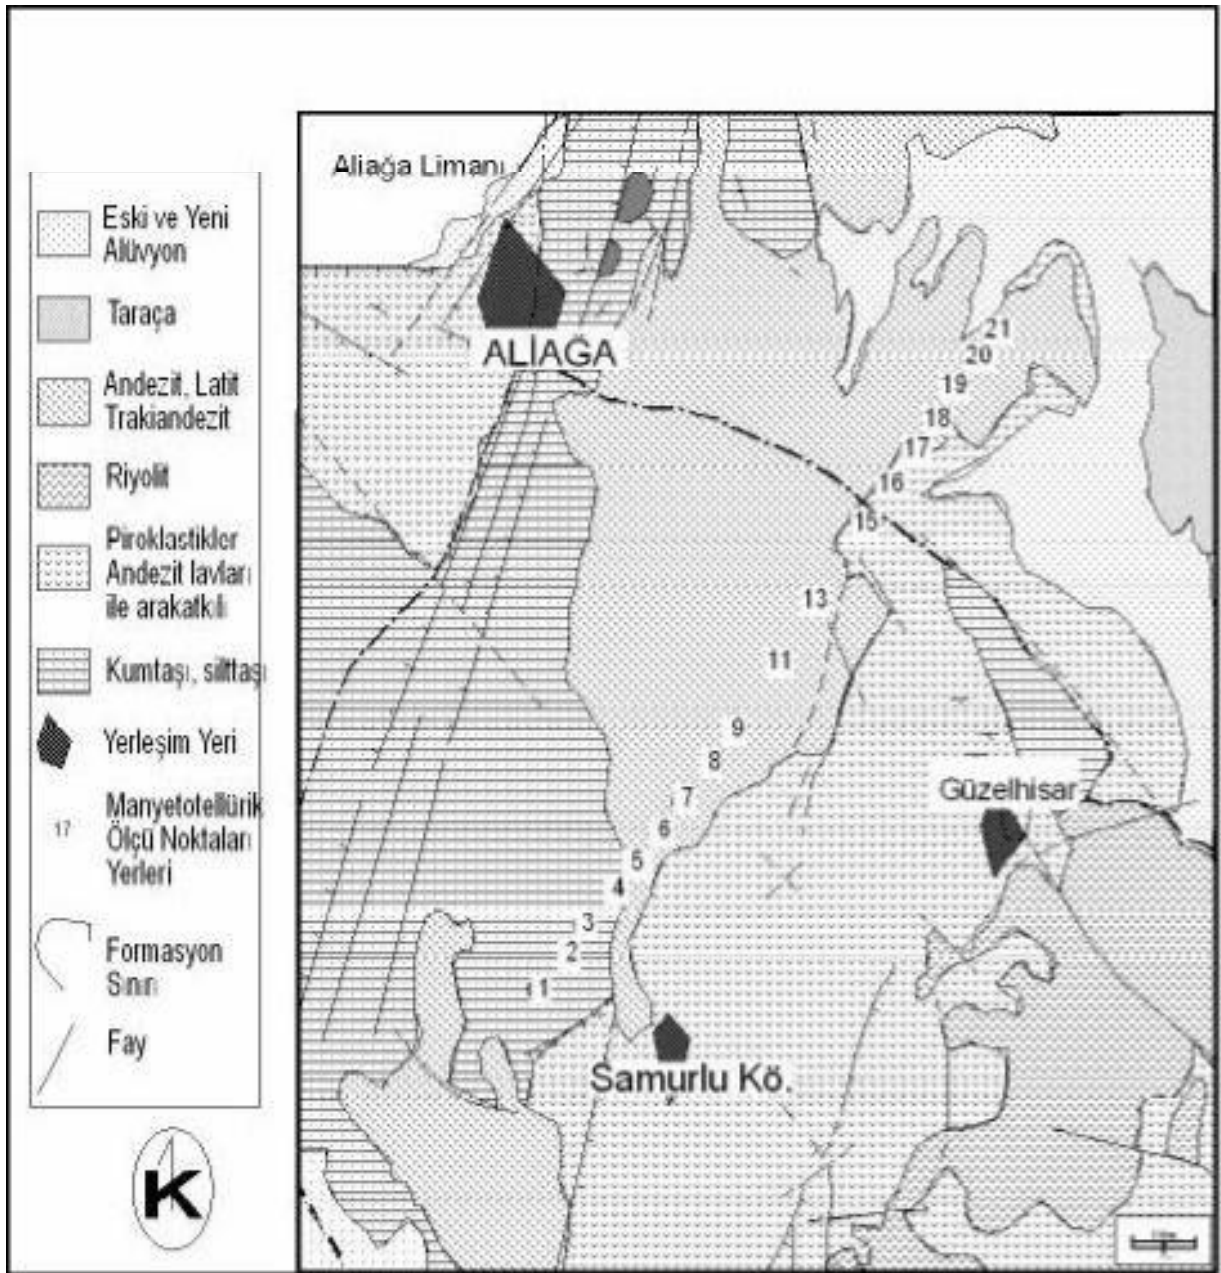 Eski ve Yeni
Alüvyon
Taraça
Andezit, Latit
Trakiandezit
Riyolit
Piroklastikler
Andezit lavları
ile arakatkılı
Kumtaşı, silttaşı
Yerleşim Yeri
17
Manyetotellürik
Ölçü Noktaları
Yerleri
Formasyon
Sınırı
Fay
K
Aliağa Limanı
ALİAĞA
21
20
19
18
17
16
15
13
11
9
8
7
6
5
4
3
2
1
Güzelhisar
Samurlu Kö.